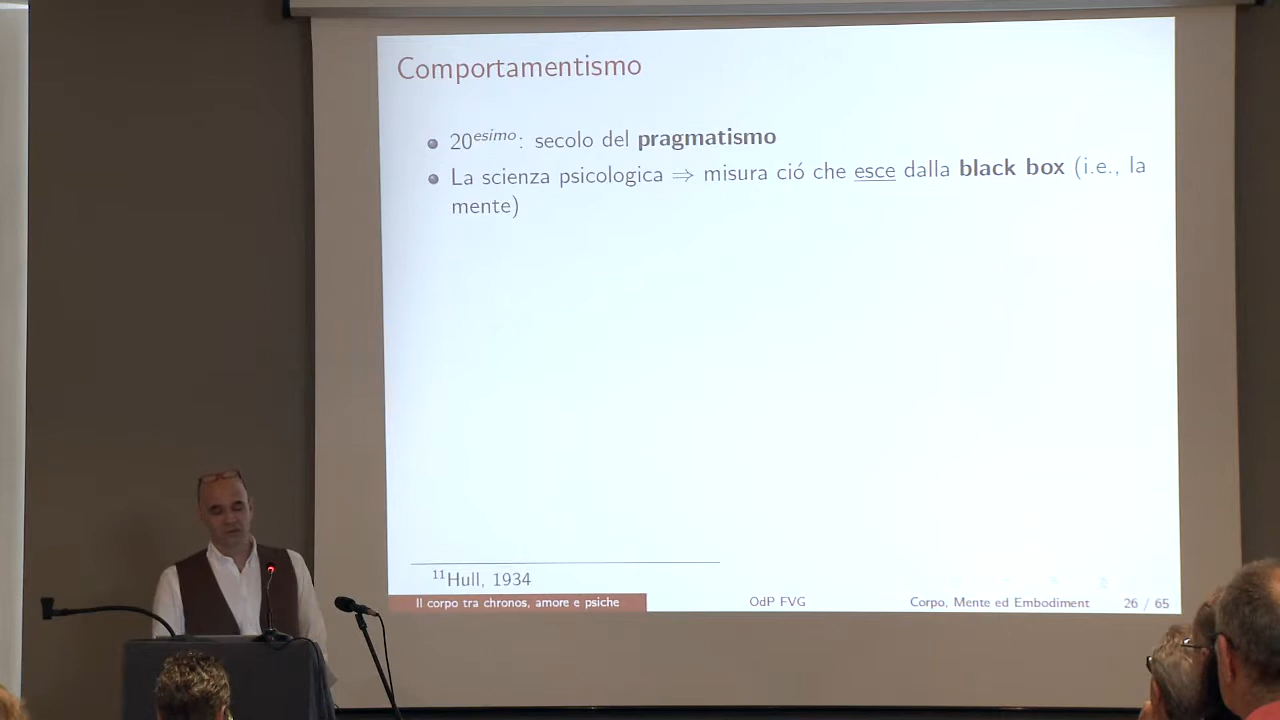 Comportamentismo
20esimo: secolo del pragmatismo
La scienza psicologica ⇒ misura ció che esce dalla black box (i.e., la
mente)
11Hull, 1934
Il corpo tra chronos, amore e psiche OdP FVG Corpo, Mente ed Embodiment 26 / 65